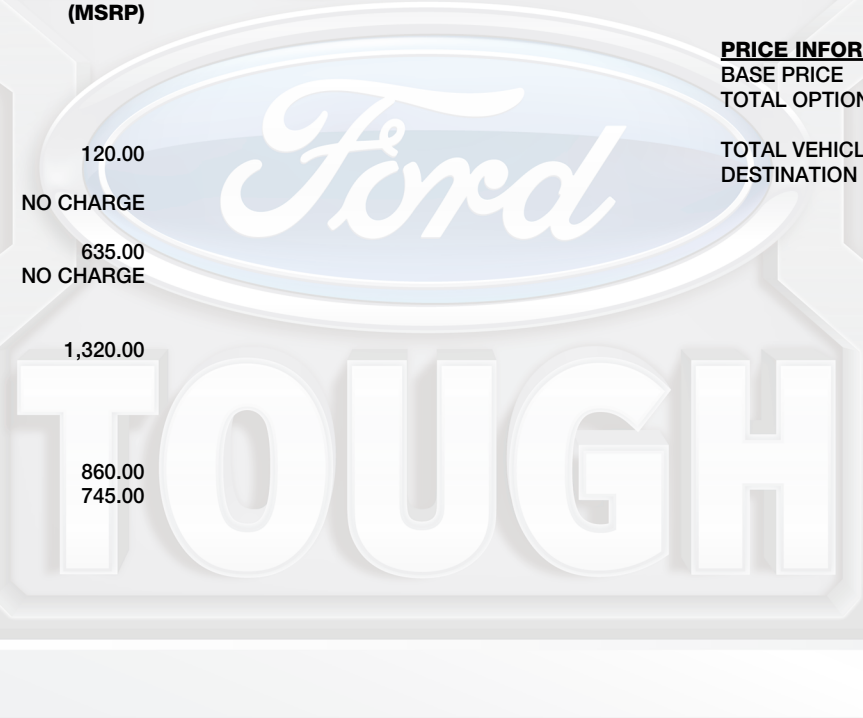 (MSRP)
120.00
NO CHARGE
635.00
NO CHARGE
1,320.00
860.00
745.00
PRICE INFOR
BASE PRICE
TOTAL OPTION
TOTAL VEHICL
DESTINATION
Ford
TOUGH